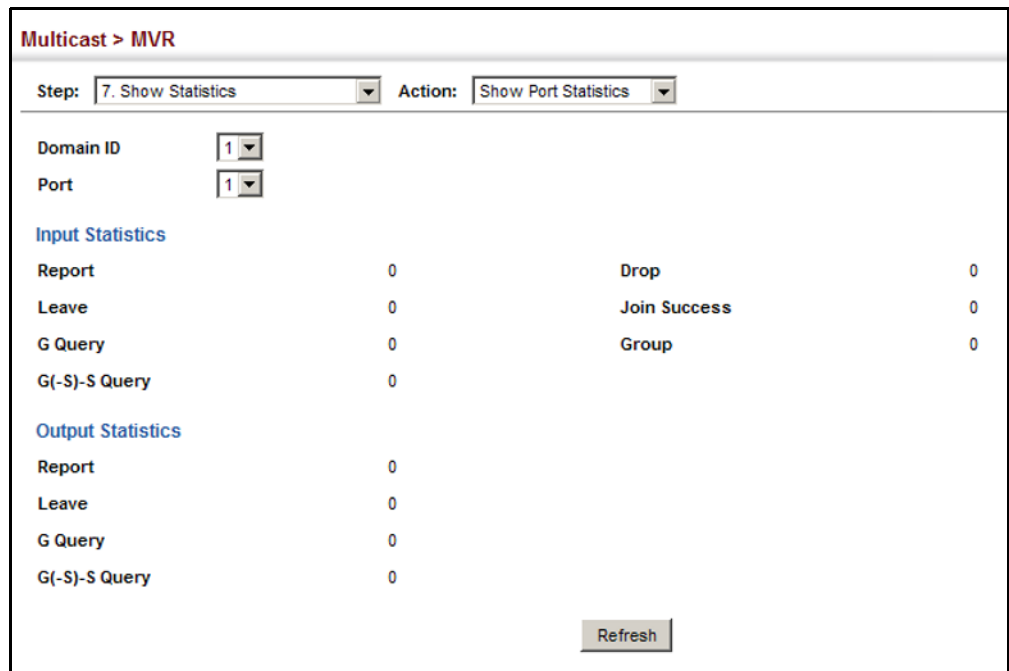 Multicast > MVR
Step: 7. Show Statistics Action: Show Port Statistics
Domain ID 1
Port 1
Input Statistics
Report 0 Drop 0
Leave 0 Join Success 0
G Query 0 Group 0
G(-S)-S Query 0
Output Statistics
Report 0
Leave 0
G Query 0
G(-S)-S Query 0
Refresh